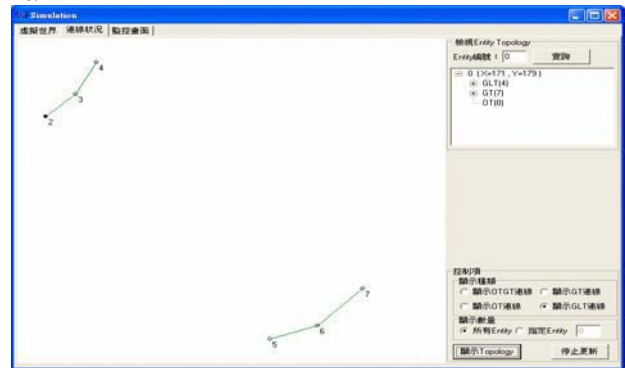 Simulation
虛擬世界 連線狀況 監控畫面
檢視Entity Topology
Entity編號: 0 查詢
0 (X=171 , Y=179)
GLT(4)
GT(7)
OT(0)
4
3
2
7
6
5
控制項
顯示種類
顯示OTGT連線 顯示GT連線
顯示OT連線 顯示GLT連線
顯示數量
所有Entity 指定Entity 0
顯示Topology 停止更新